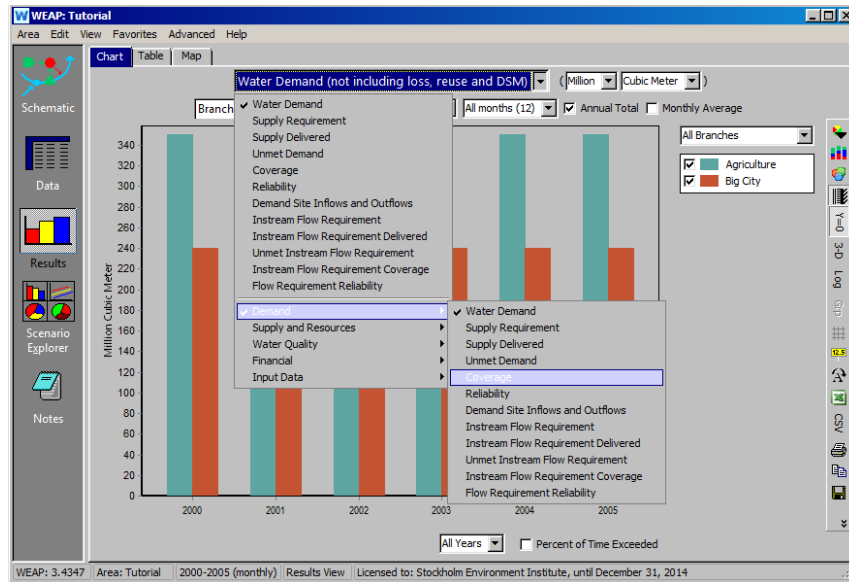 WEAP: Tutorial
Area Edit View Favorites Advanced Help
Chart Table Map
Water Demand (not including loss, reuse and DSM) ( Million Cubic Meter )
Branch All months (12) Annual Total Monthly Average
All Branches
Agriculture
Big City
Schematic
Data
Results
Scenario
Explorer
Notes
Water Demand
Supply Requirement
Supply Delivered
Unmet Demand
Coverage
Reliability
Demand Site Inflows and Outflows
Instream Flow Requirement
Instream Flow Requirement Delivered
Unmet Instream Flow Requirement
Instream Flow Requirement Coverage
Flow Requirement Reliability
Demand
Supply and Resources
Water Quality
Financial
Input Data
Water Demand
Supply Requirement
Supply Delivered
Unmet Demand
Coverage
Reliability
Demand Site Inflows and Outflows
Instream Flow Requirement
Instream Flow Requirement Delivered
Unmet Instream Flow Requirement
Instream Flow Requirement Coverage
Flow Requirement Reliability
Million Cubic Meter
340
320
300
280
260
240
220
200
180
160
140
120
100
80
60
40
20
0
2000 2001 2002 2003 2004 2005
Y=0
3-D
Log
12.5
A
CSV
All Years Percent of Time Exceeded
WEAP: 3.4347 Area: Tutorial 2000-2005 (monthly) Results View Licensed to: Stockholm Environment Institute, until December 31, 2014